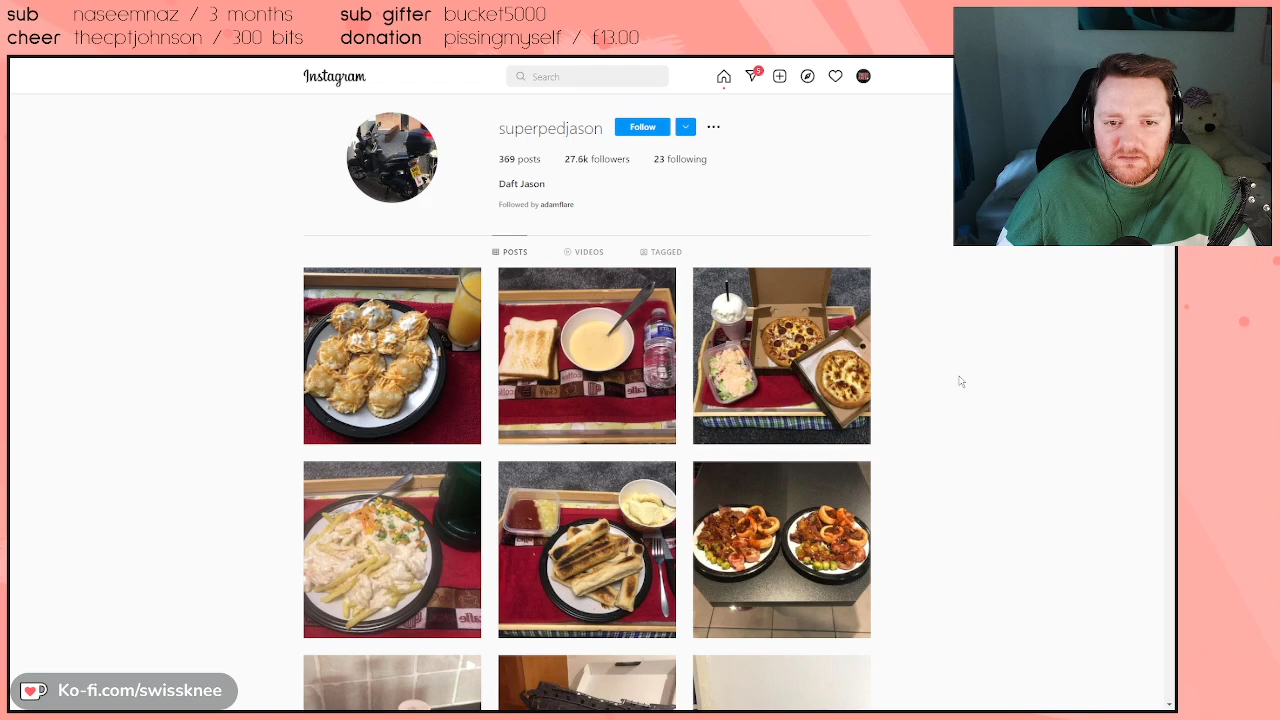 sub naseemnaz / 3 months sub gifter bucket5000
cheer thecptjohnson / 300 bits donation pissingmyself / £13.00
Instagram
Search
5
superpedjason Follow
369 posts 27.6k followers 23 following
Daft Jason
Followed by adamflare
POSTS VIDEOS TAGGED
Ko-fi.com/swissknee